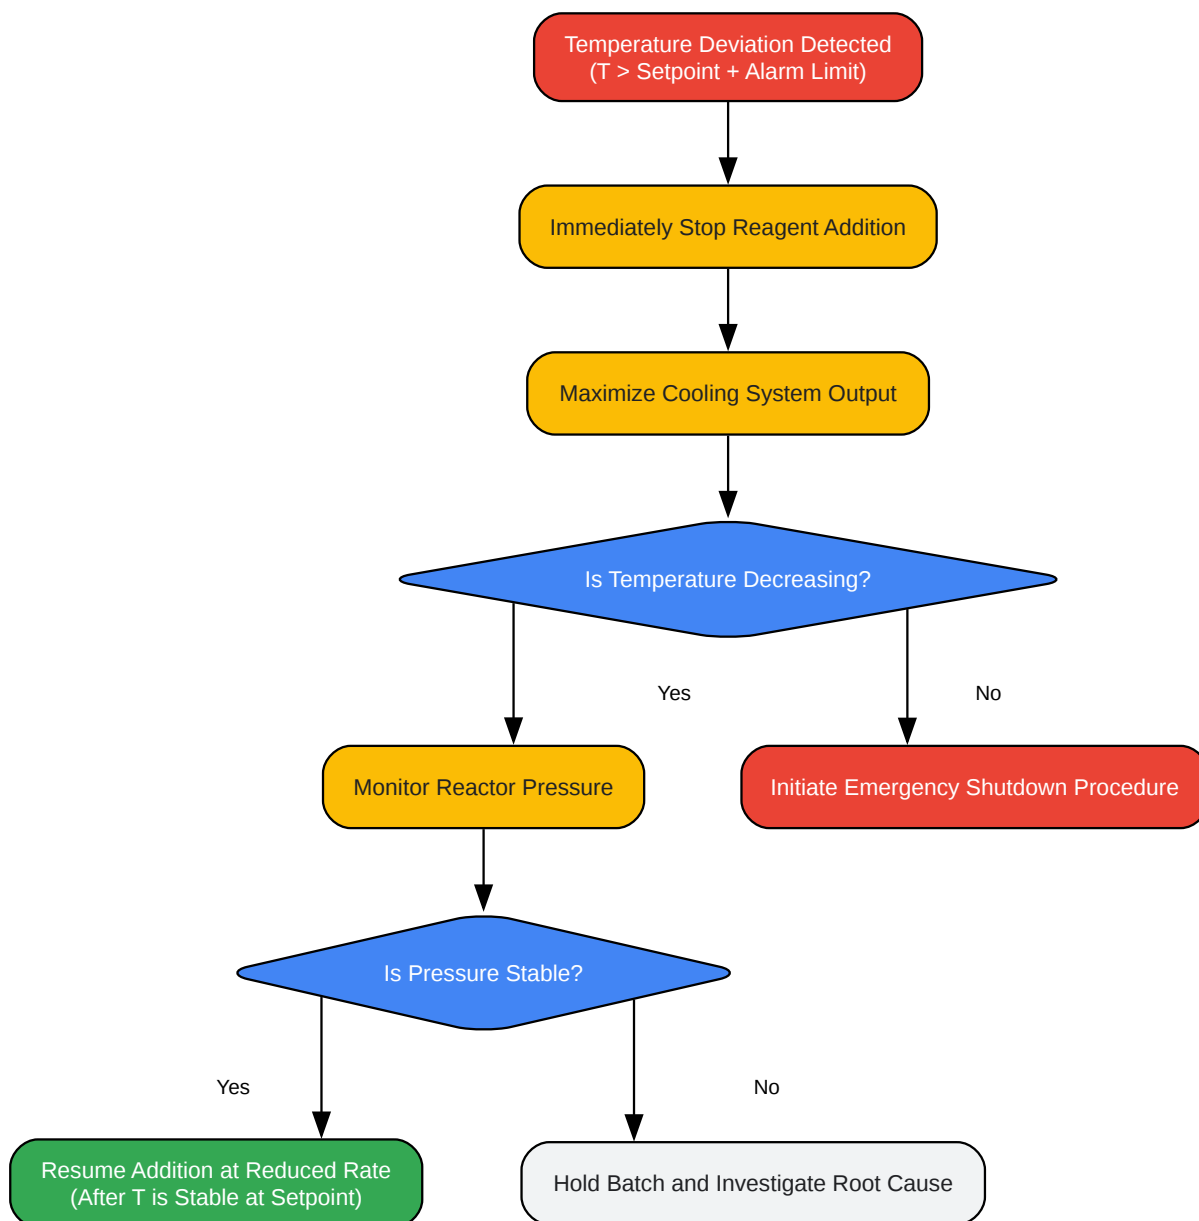 Temperature Deviation Detected
(T > Setpoint + Alarm Limit)
Immediately Stop Reagent Addition
Maximize Cooling System Output
Is Temperature Decreasing?
Yes
No
Monitor Reactor Pressure
Initiate Emergency Shutdown Procedure
Is Pressure Stable?
Yes
No
Resume Addition at Reduced Rate
(After T is Stable at Setpoint)
Hold Batch and Investigate Root Cause